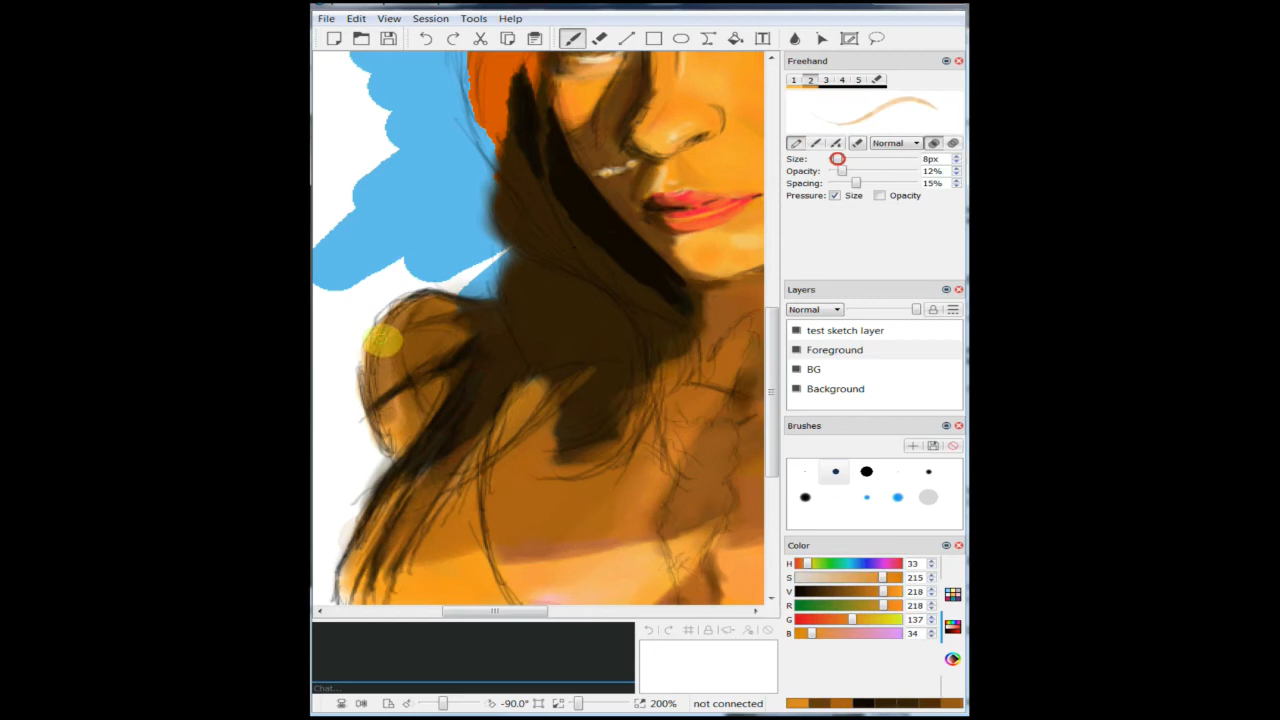 File Edit View Session Tools Help
Freehand
1 2 3 4 5
Normal
Size: 8px
Opacity: 12%
Spacing: 15%
Pressure: Size Opacity
Layers
Normal
test sketch layer
Foreground
BG
Background
Brushes
Color
H 33
S 215
V 218
R 218
G 137
B 34
Chat...
-90.0° 200% not connected